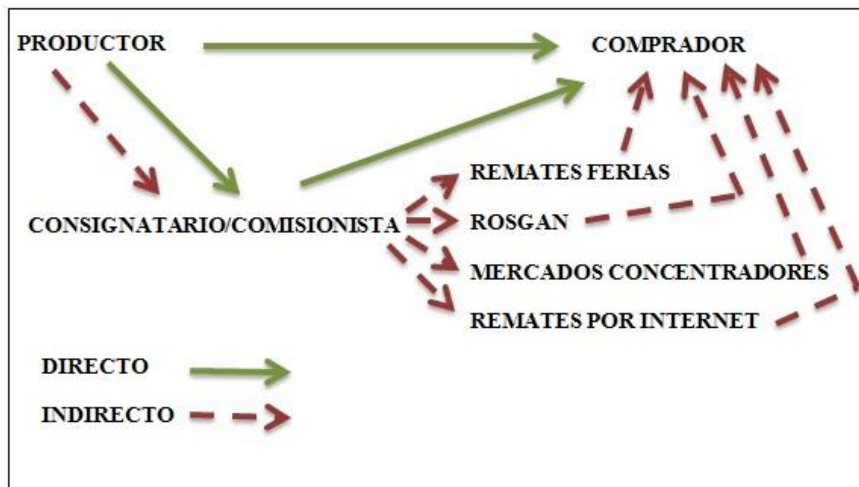 PRODUCTOR
COMPRADOR
REMATES FERIAS
CONSIGNATARIO/COMISIONISTA
ROSGAN
MERCADOS CONCENTRADORES
REMATES POR INTERNET
DIRECTO
INDIRECTO